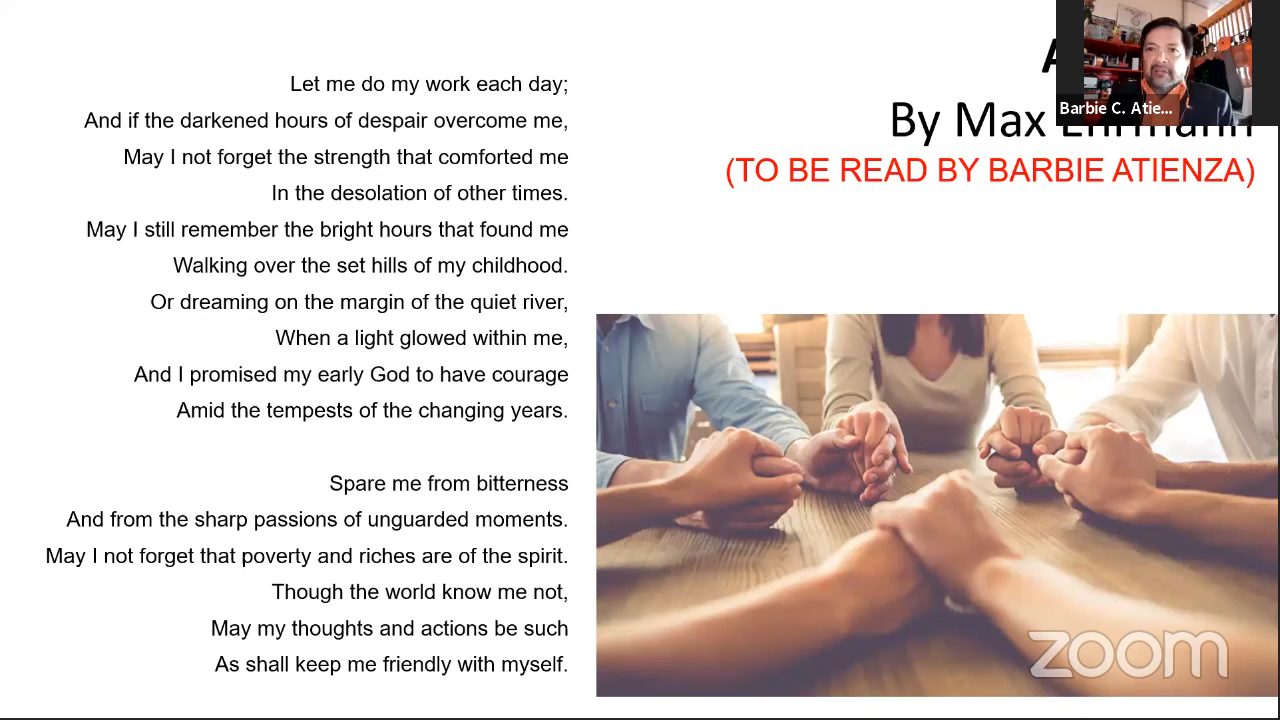 Let me do my work each day;
And if the darkened hours of despair overcome me,
May I not forget the strength that comforted me
In the desolation of other times.
May I still remember the bright hours that found me
Walking over the set hills of my childhood.
Or dreaming on the margin of the quiet river,
When a light glowed within me,
And I promised my early God to have courage
Amid the tempests of the changing years.
Spare me from bitterness
And from the sharp passions of unguarded moments.
May I not forget that poverty and riches are of the spirit.
Though the world know me not,
May my thoughts and actions be such
As shall keep me friendly with myself.
By Max
(TO BE READ BY BARBIE ATIENZA)
Barbie C. Atie...
zoom